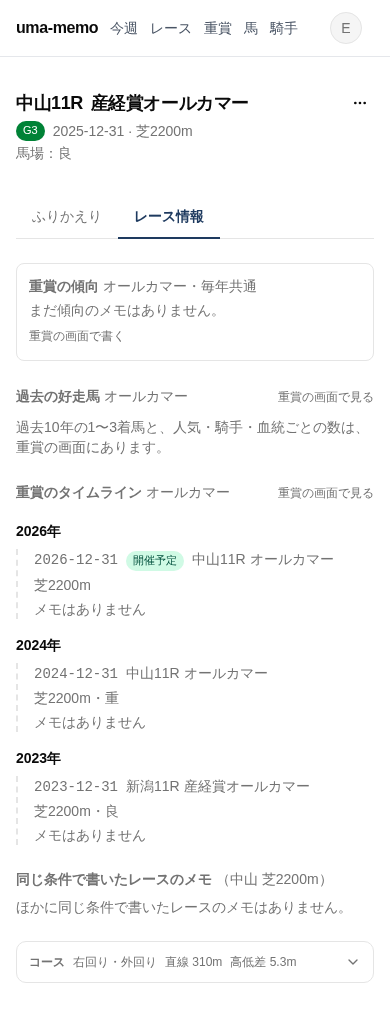 uma-memo 今週 レース 重賞 馬 騎手 E
中山11R 産経賞オールカマー ···
G3 2025-12-31 · 芝2200m
馬場：良
ふりかえり レース情報
重賞の傾向 オールカマー・毎年共通
まだ傾向のメモはありません。
重賞の画面で書く
過去の好走馬 オールカマー 重賞の画面で見る
過去10年の1〜3着馬と、人気・騎手・血統ごとの数は、
重賞の画面にあります。
重賞のタイムライン オールカマー 重賞の画面で見る
2026年
2026-12-31 開催予定 中山11R オールカマー
芝2200m
メモはありません
2024年
2024-12-31 中山11R オールカマー
芝2200m・重
メモはありません
2023年
2023-12-31 新潟11R 産経賞オールカマー
芝2200m・良
メモはありません
同じ条件で書いたレースのメモ （中山 芝2200m）
ほかに同じ条件で書いたレースのメモはありません。
コース 右回り・外回り 直線 310m 高低差 5.3m